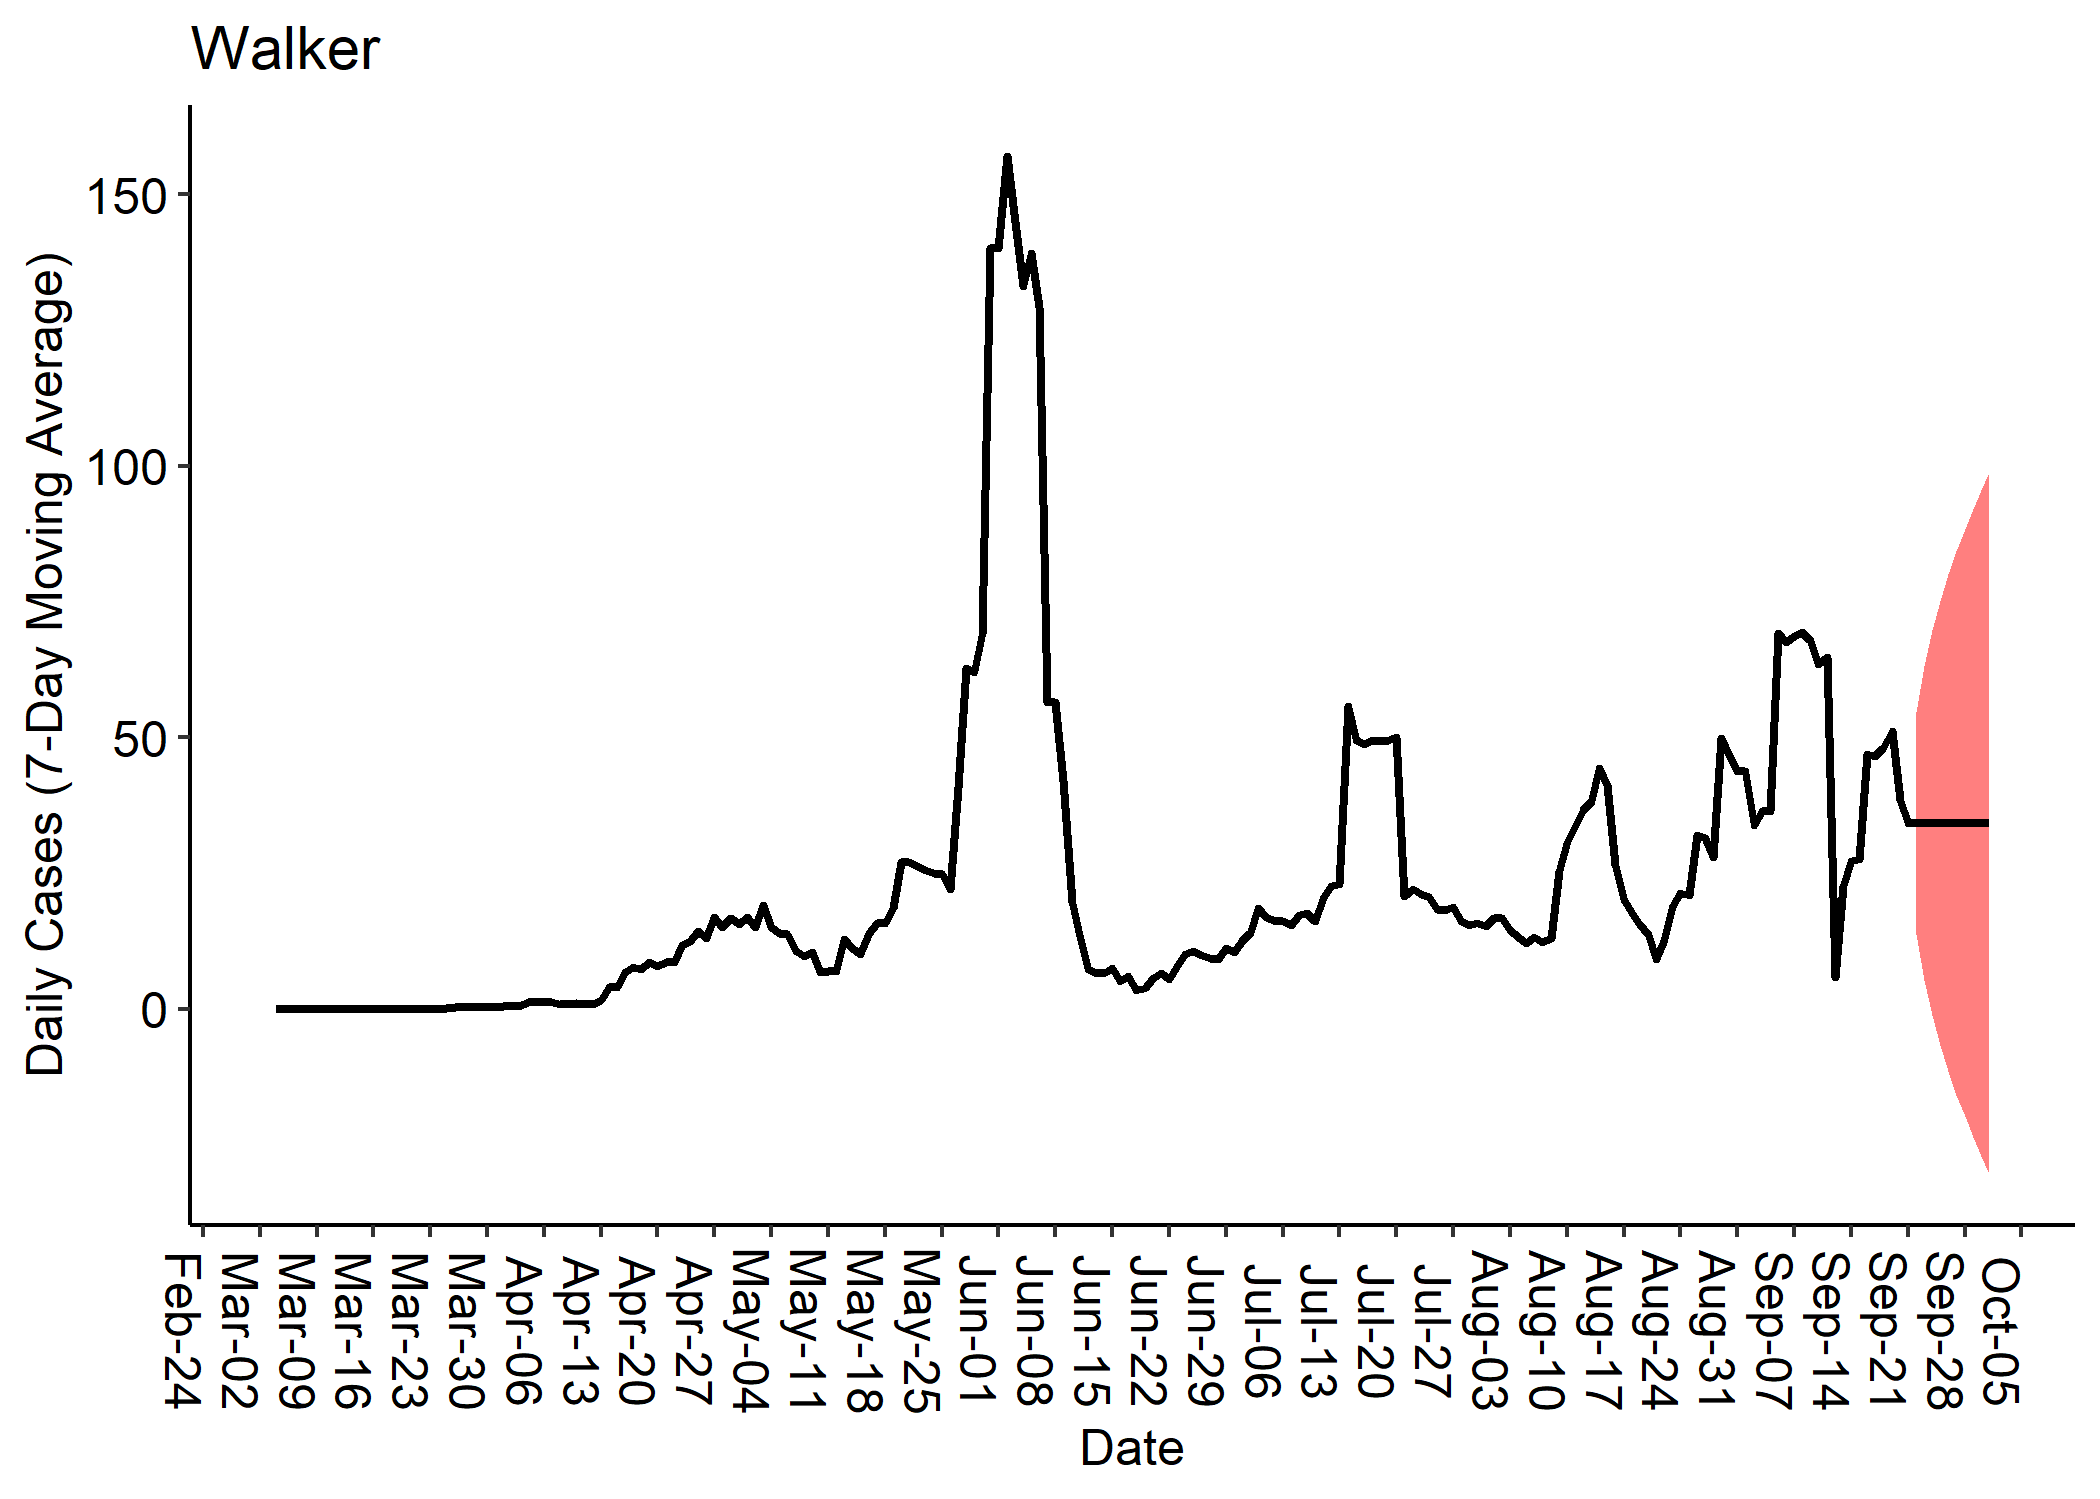 Walker
Daily Cases (7-Day Moving Average)
150
100
50
0
Feb-24
Mar-02
Mar-09
Mar-16
Mar-23
Mar-30
Apr-06
Apr-13
Apr-20
Apr-27
May-04
May-11
May-18
May-25
Jun-01
Jun-08
Jun-15
Jun-22
Jun-29
Jul-06
Jul-13
Jul-20
Jul-27
Aug-03
Aug-10
Aug-17
Aug-24
Aug-31
Sep-07
Sep-14
Sep-21
Sep-28
Oct-05
Date